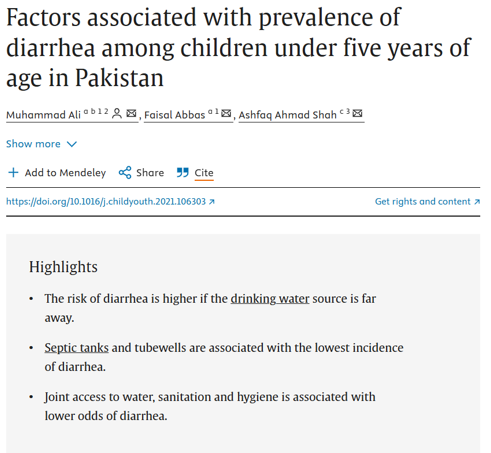 Factors associated with prevalence of
diarrhea among children under five years of
age in Pakistan
Muhammad Ali a b 1 2, Faisal Abbas a 1, Ashfaq Ahmad Shah c 3
Show more
Add to Mendeley Share Cite
https://doi.org/10.1016/j.childyouth.2021.106303 ↗ Get rights and content ↗
Highlights
• The risk of diarrhea is higher if the drinking water source is far
away.
• Septic tanks and tubewells are associated with the lowest incidence
of diarrhea.
• Joint access to water, sanitation and hygiene is associated with
lower odds of diarrhea.